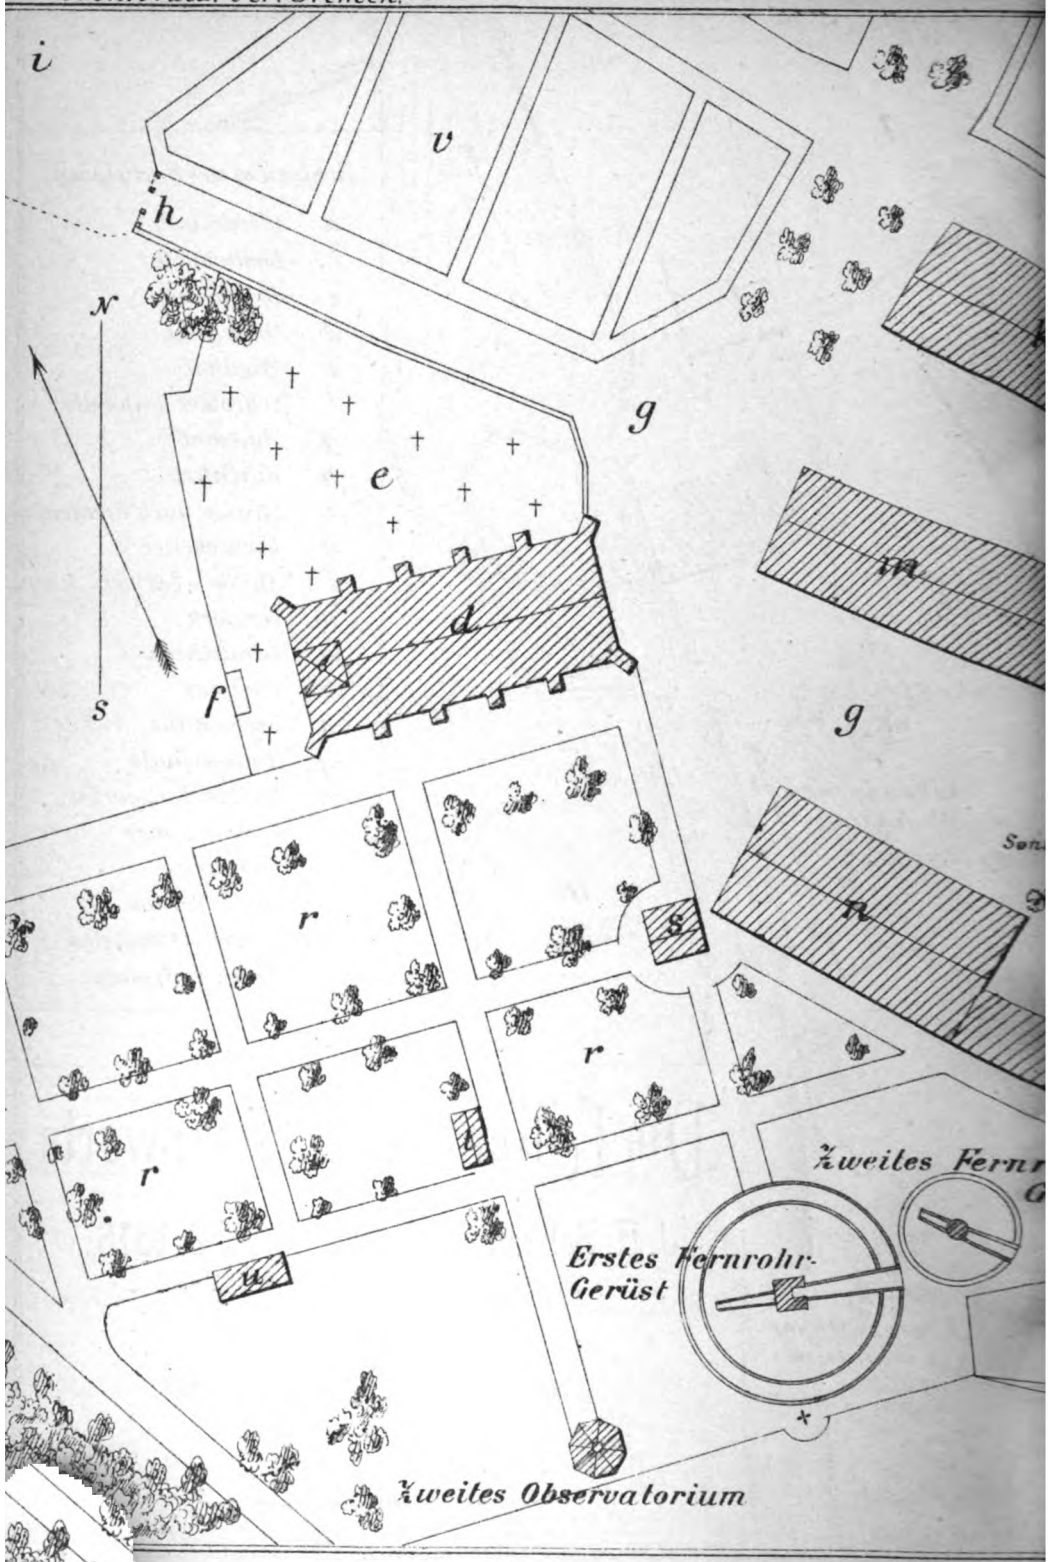 i
v
h
N
g
e
m
d
f
S
g
n
r
s
r
l
r
Zweites Fernr
G
Erstes Fernrohr-
Gerüst
u
Zweites Observatorium